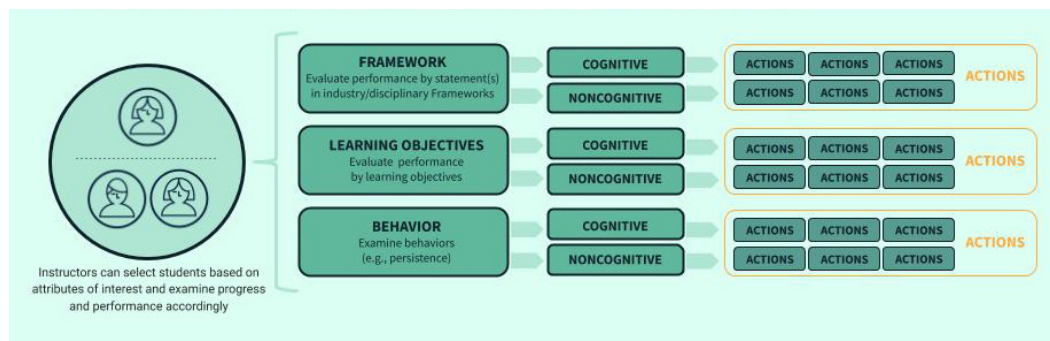 Instructors can select students based on
attributes of interest and examine progress
and performance accordingly
FRAMEWORK
Evaluate performance by statement(s)
in industry/disciplinary Frameworks
COGNITIVE
NONCOGNITIVE
ACTIONS ACTIONS ACTIONS
ACTIONS
ACTIONS ACTIONS ACTIONS
LEARNING OBJECTIVES
Evaluate performance
by learning objectives
COGNITIVE
NONCOGNITIVE
ACTIONS ACTIONS ACTIONS
ACTIONS
ACTIONS ACTIONS ACTIONS
BEHAVIOR
Examine behaviors
(e.g., persistence)
COGNITIVE
NONCOGNITIVE
ACTIONS ACTIONS ACTIONS
ACTIONS
ACTIONS ACTIONS ACTIONS